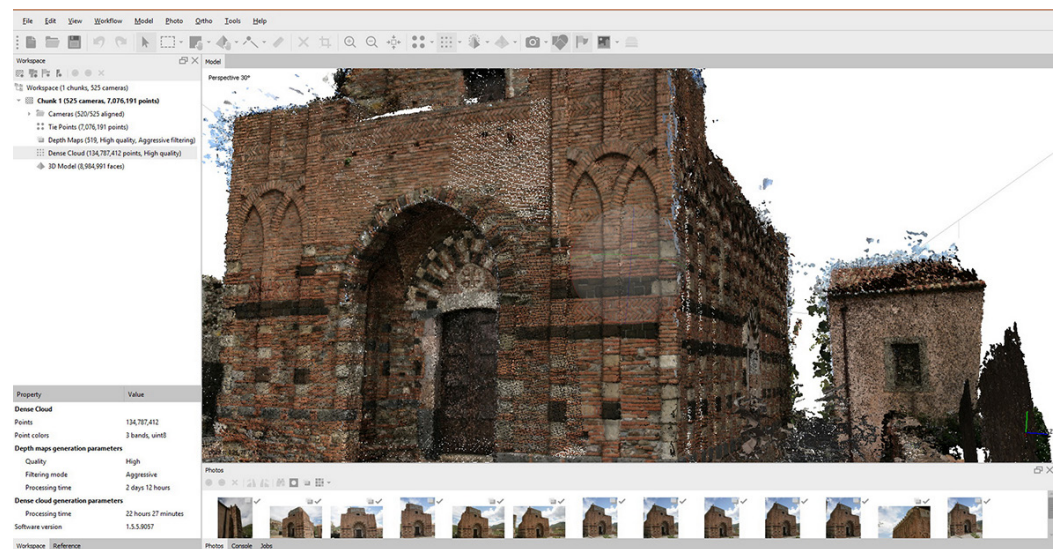 File Edit View Workflow Model Photo Ortho Tools Help
Workspace
Workspace (1 chunks, 525 cameras)
Chunk 1 (525 cameras, 7,076,191 points)
Cameras (520/525 aligned)
Tie Points (7,076,191 points)
Depth Maps (519, High quality, Aggressive filtering)
Dense Cloud (134,787,412 points, High quality)
3D Model (8,984,991 faces)
Model
Perspective 30°
Property Value
Dense Cloud
Points 134,787,412
Point colors 3 bands, uint8
Depth maps generation parameters
Quality High
Filtering mode Aggressive
Processing time 2 days 12 hours
Dense cloud generation parameters
Processing time 22 hours 27 minutes
Software version 1.5.5.9057
Workspace Reference
Photos
Photos Console Jobs